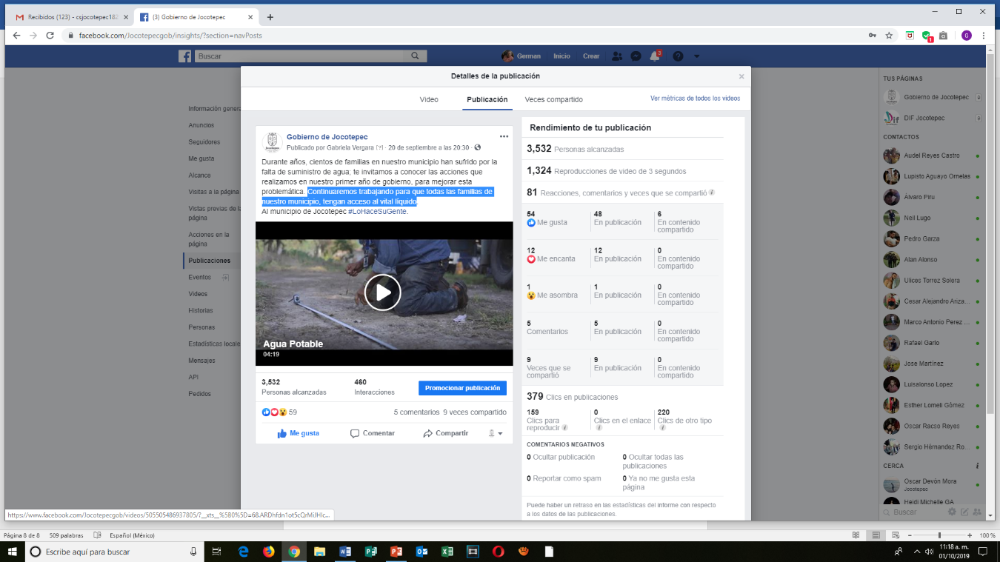 Recibidos (123) - csjocotepec182
(3) Gobierno de Jocotepec
facebook.com/Jocotepecgob/insights/?section=navPosts
Buscar
German
Inicio
Crear
3
Detalles de la publicación
Video
Publicación
Veces compartido
Ver métricas de todos los videos
Información genera
Anuncios
Seguidores
Me gusta
Alcance
Visitas a la página
Vistas previas de la
página
Acciones en la
página
Publicaciones
Eventos
Videos
Historias
Personas
Estadísticas locale
Mensajes
API
Pedidos
Gobierno de Jocotepec
Publicado por Gabriela Vergara [?] · 20 de septiembre a las 20:30 ·
Durante años, cientos de familias en nuestro municipio han sufrido por la
falta de suministro de agua; te invitamos a conocer las acciones que
realizamos en nuestro primer año de gobierno, para mejorar esta
problemática. Continuaremos trabajando para que todas las familias de
nuestro municipio, tengan acceso al vital líquido.
Al municipio de Jocotepec #LoHaceSuGente.
Agua Potable
04:19
3,532
Personas alcanzadas
460
Interacciones
Promocionar publicación
59
5 comentarios 9 veces compartido
Me gusta
Comentar
Compartir
Rendimiento de tu publicación
3,532 Personas alcanzadas
1,324 Reproducciones de video de 3 segundos
81 Reacciones, comentarios y veces que se compartió
54
Me gusta
48
En publicación
6
En contenido
compartido
12
Me encanta
12
En publicación
0
En contenido
compartido
1
Me asombra
1
En publicación
0
En contenido
compartido
5
Comentarios
5
En publicación
0
En contenido
compartido
9
Veces que se
compartió
9
En publicación
0
En contenido
compartido
379 Clics en publicaciones
159
Clics para
reproducir
0
Clics en el enlace
220
Clics de otro tipo
COMENTARIOS NEGATIVOS
0 Ocultar publicación
0 Ocultar todas las
publicaciones
0 Reportar como spam
0 Ya no me gusta esta
página
Puede haber un retraso en las estadísticas del informe con respecto
a los datos de las publicaciones.
TUS PÁGINAS
Gobierno de Jocotepec
DIF Jocotepec
CONTACTOS
Audel Reyes Castro
Lupisto Aguayo Ornelas
Álvaro Piru
Neil Lugo
Pedro Garza
Alan Alonso
Ulices Torrez Solera
Cesar Alejandro Ariza...
Marco Antonio Perez ...
Rafael Garlo
Jose Martínez
Luisalonso Lopez
Esther Lomelí Gómez
Oscar Racso Reyes
Sergio Hérnandez Ro...
CERCA
Oscar Devón Mora
Jocotepec
Heidi Michelle GA
Buscar
https://www.facebook.com/Jocotepecgob/videos/505505486937805/?__xts__%5B0%5D=68.ARDhfdn1ot5cQrMiJHIc...
Página 8 de 8
509 palabras
Español (México)
100 %
Escribe aquí para buscar
11:18 a. m.
01/10/2019